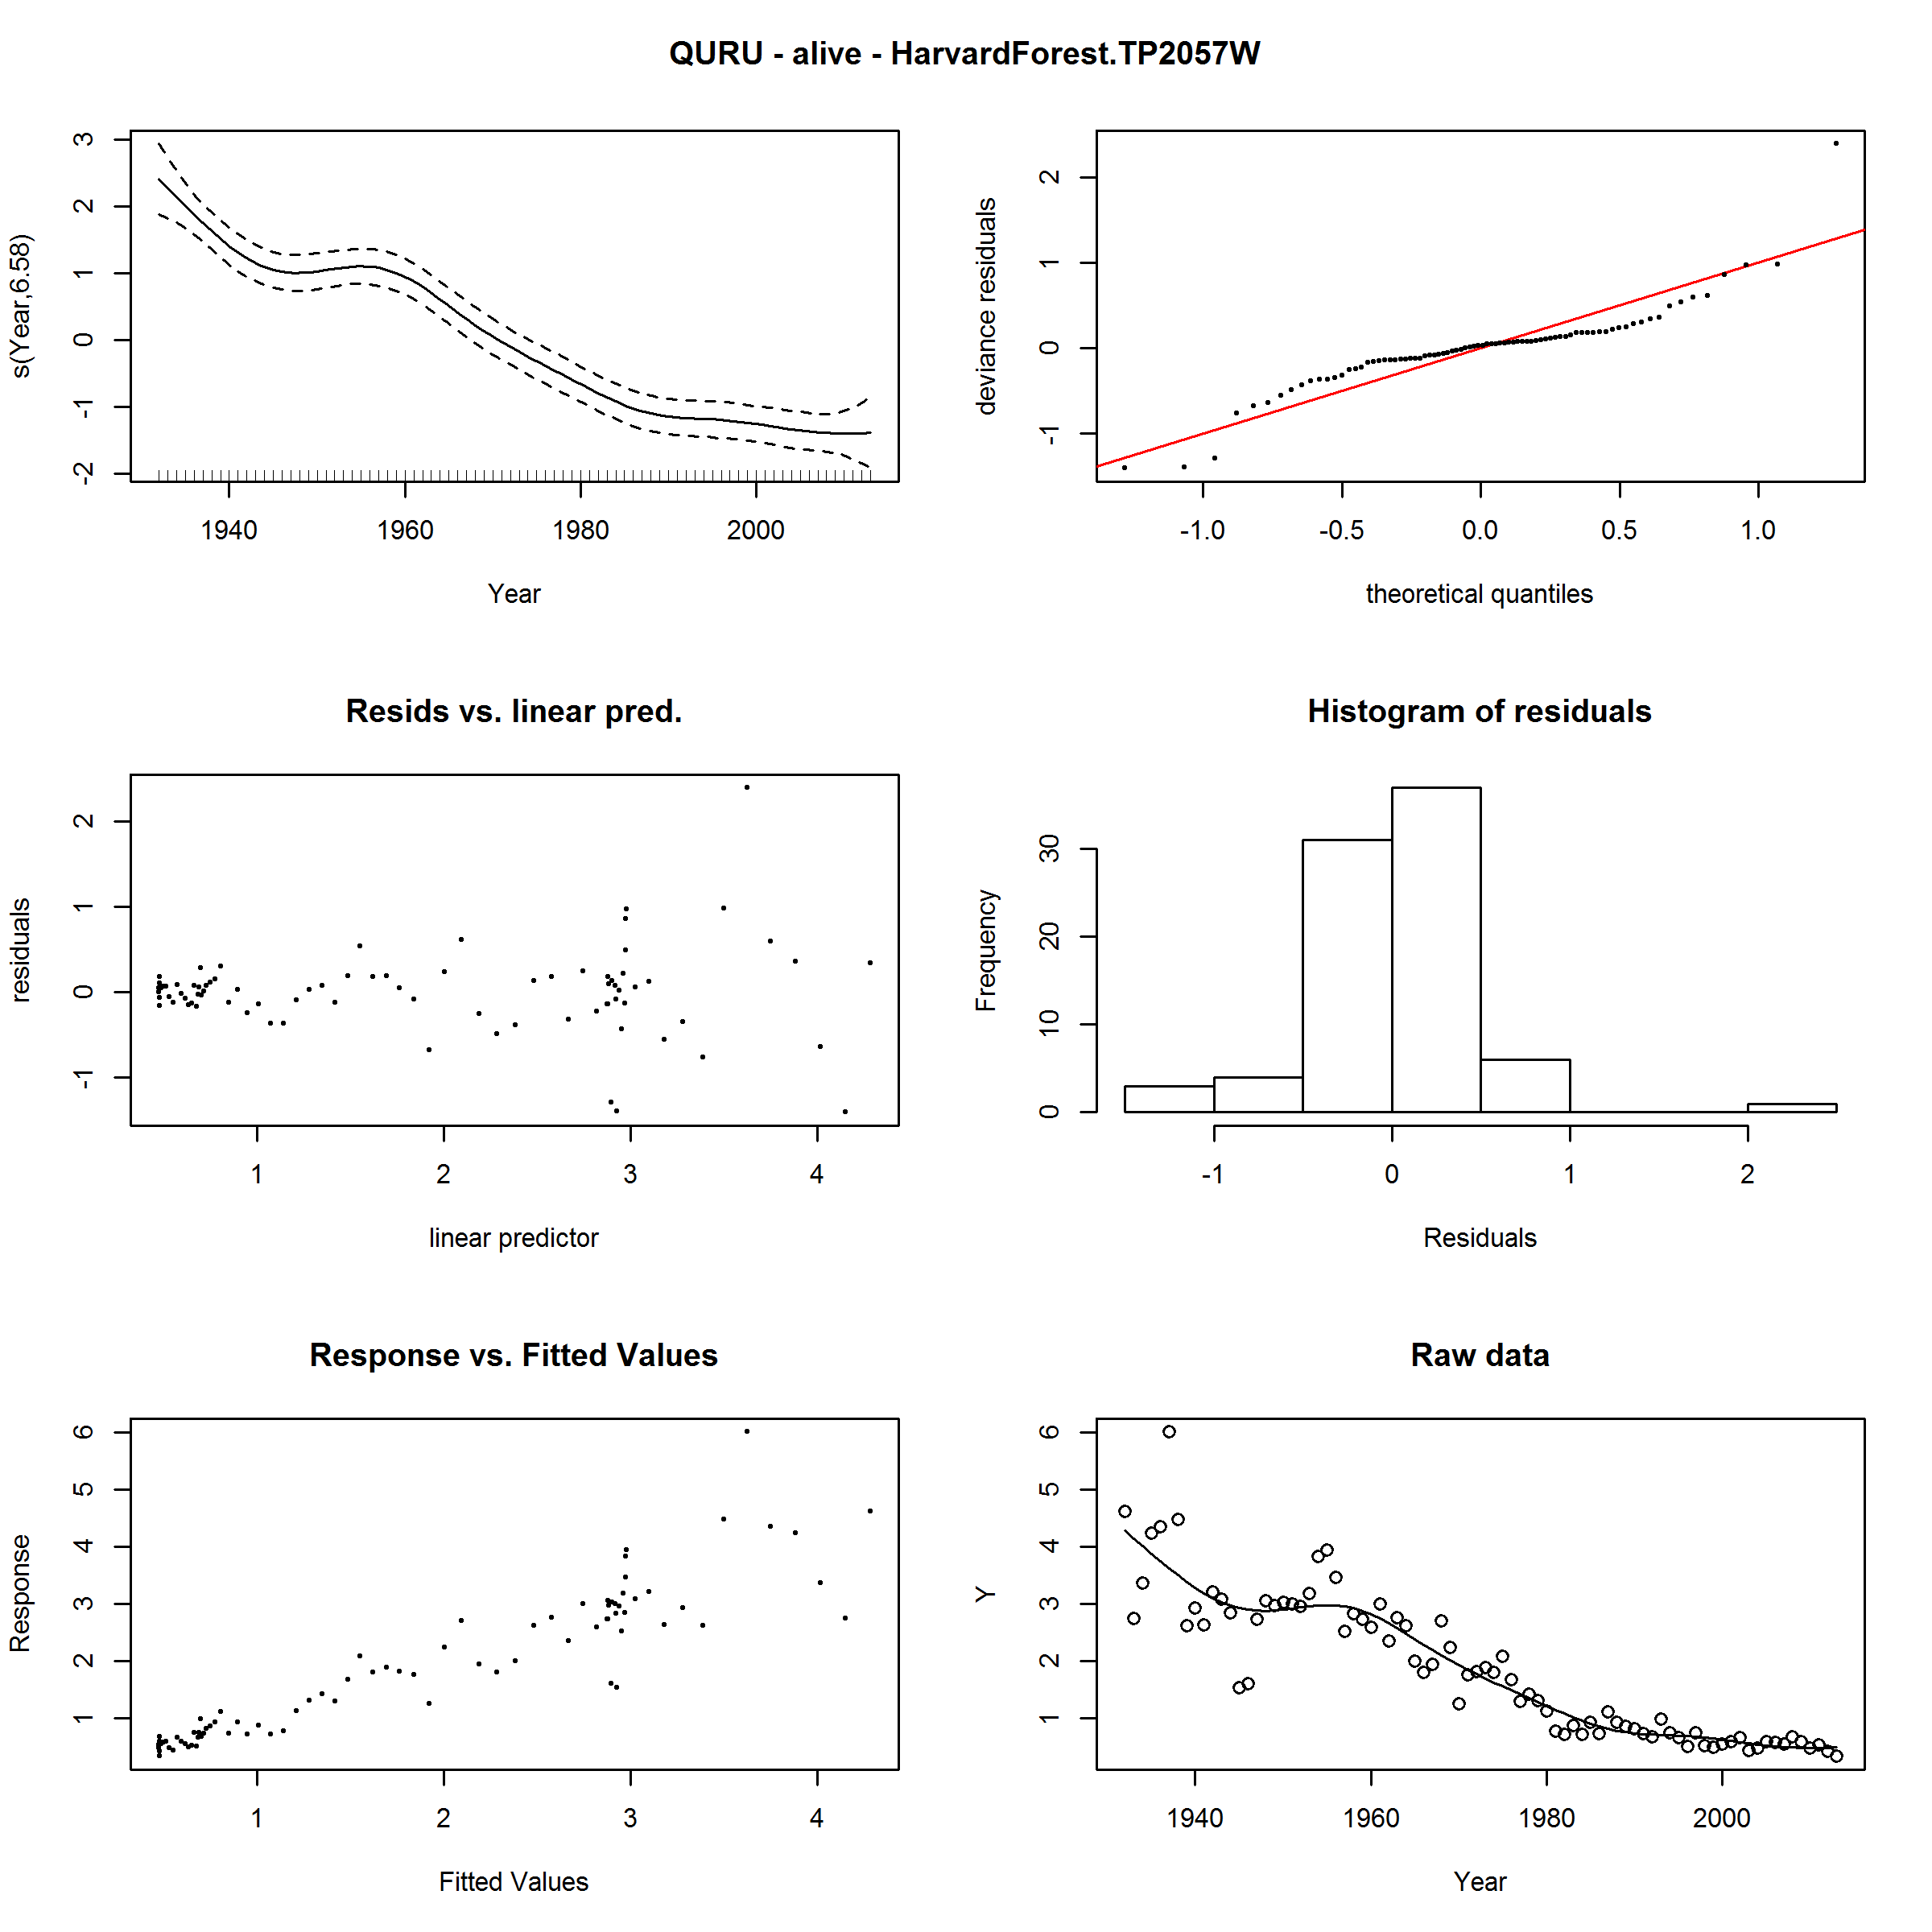 QURU - alive - HarvardForest.TP2057W
s(Year,6.58)
3
2
1
0
-1
-2
1940 1960 1980 2000
Year
deviance residuals
2
1
0
-1
-1.0 -0.5 0.0 0.5 1.0
theoretical quantiles
Resids vs. linear pred.
residuals
2
1
0
-1
1 2 3 4
linear predictor
Histogram of residuals
Frequency
30
20
10
0
-1 0 1 2
Residuals
Response vs. Fitted Values
Response
6
5
4
3
2
1
1 2 3 4
Fitted Values
Raw data
Y
6
5
4
3
2
1
1940 1960 1980 2000
Year